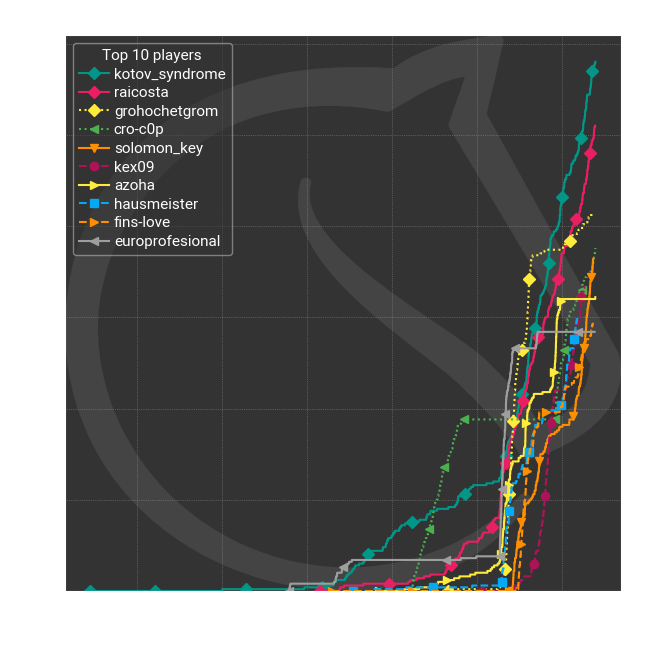 Top 10 players
kotov_syndrome
raicosta
grohochetgrom
cro-c0p
solomon_key
kex09
azoha
hausmeister
fins-love
europrofesional